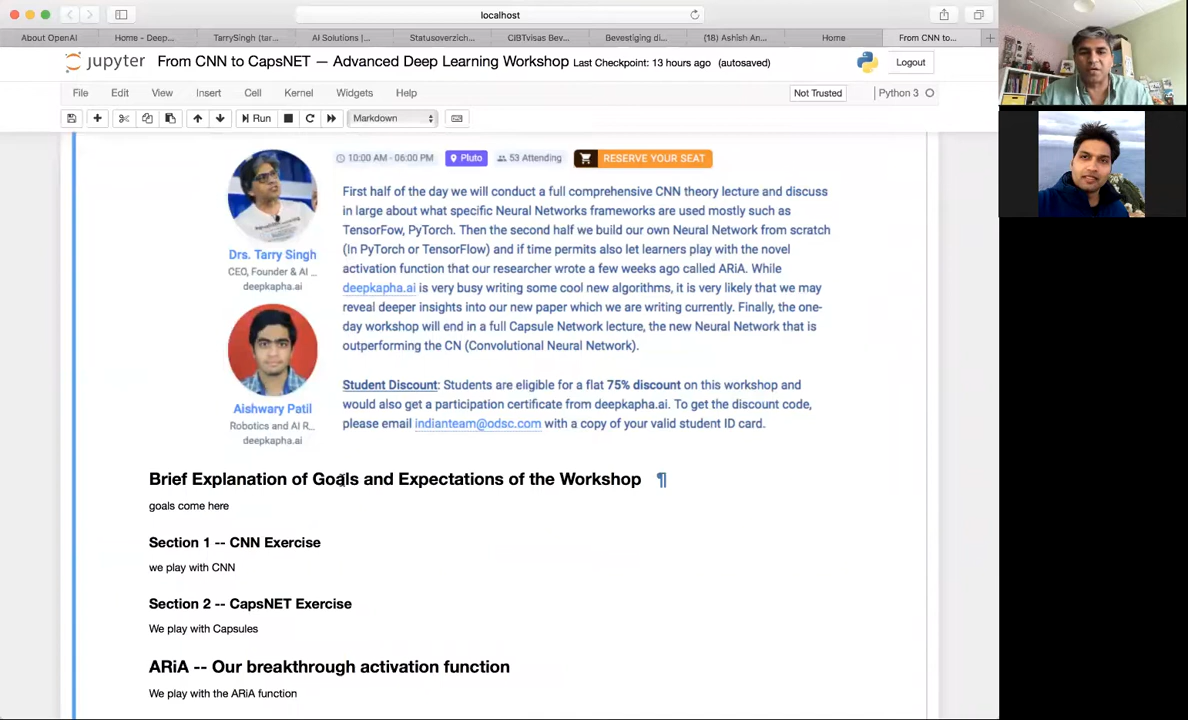 localhost
About OpenAI
Home - Deep...
TarrySingh (tar...
AI Solutions |...
Statusoverzich...
CIBTvisas Bev...
Bevestiging di...
(18) Ashish An...
Home
From CNN to...
jupyter From CNN to CapsNET — Advanced Deep Learning Workshop Last Checkpoint: 13 hours ago (autosaved)
Logout
File Edit View Insert Cell Kernel Widgets Help
Not Trusted
Python 3
Run
Markdown
10:00 AM - 06:00 PM
Pluto
53 Attending
RESERVE YOUR SEAT
Drs. Tarry Singh
CEO, Founder & AI ...
deepkapha.ai
Aishwary Patil
Robotics and AI R...
deepkapha.ai
First half of the day we will conduct a full comprehensive CNN theory lecture and discuss
in large about what specific Neural Networks frameworks are used mostly such as
TensorFow, PyTorch. Then the second half we build our own Neural Network from scratch
(In PyTorch or TensorFlow) and if time permits also let learners play with the novel
activation function that our researcher wrote a few weeks ago called ARiA. While
deepkapha.ai is very busy writing some cool new algorithms, it is very likely that we may
reveal deeper insights into our new paper which we are writing currently. Finally, the one-
day workshop will end in a full Capsule Network lecture, the new Neural Network that is
outperforming the CN (Convolutional Neural Network).
Student Discount: Students are eligible for a flat 75% discount on this workshop and
would also get a participation certificate from deepkapha.ai. To get the discount code,
please email indianteam@odsc.com with a copy of your valid student ID card.
Brief Explanation of Goals and Expectations of the Workshop ¶
goals come here
Section 1 -- CNN Exercise
we play with CNN
Section 2 -- CapsNET Exercise
We play with Capsules
ARiA -- Our breakthrough activation function
We play with the ARiA function